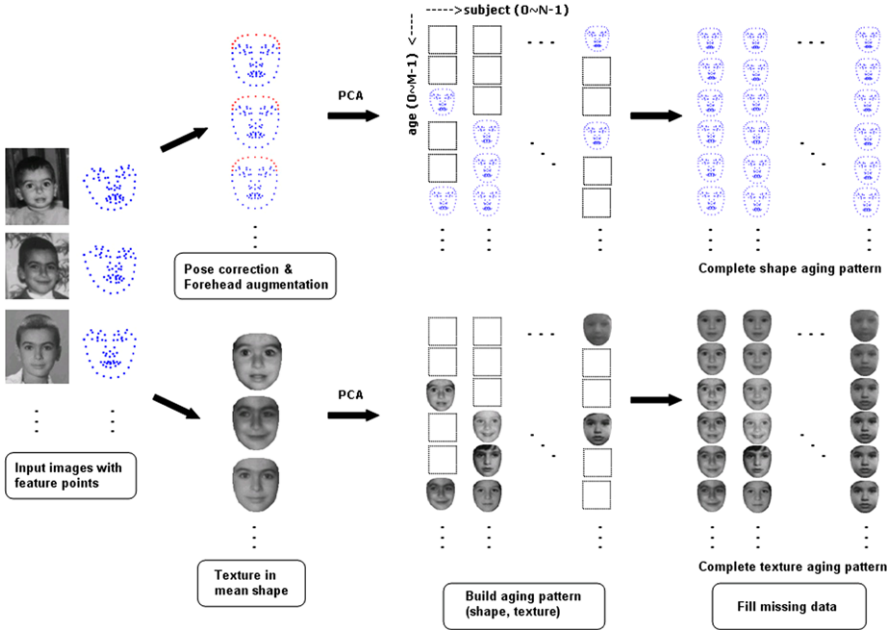 ---->subject (0~N-1)
age (0~M-1)
PCA
Pose correction &
Forehead augmentation
Complete shape aging pattern
PCA
Input images with
feature points
Texture in
mean shape
Complete texture aging pattern
Build aging pattern
(shape, texture)
Fill missing data